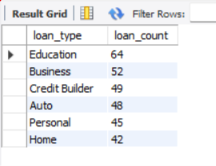 Result Grid Filter Rows:
loan_type loan_count
Education 64
Business 52
Credit Builder 49
Auto 48
Personal 45
Home 42